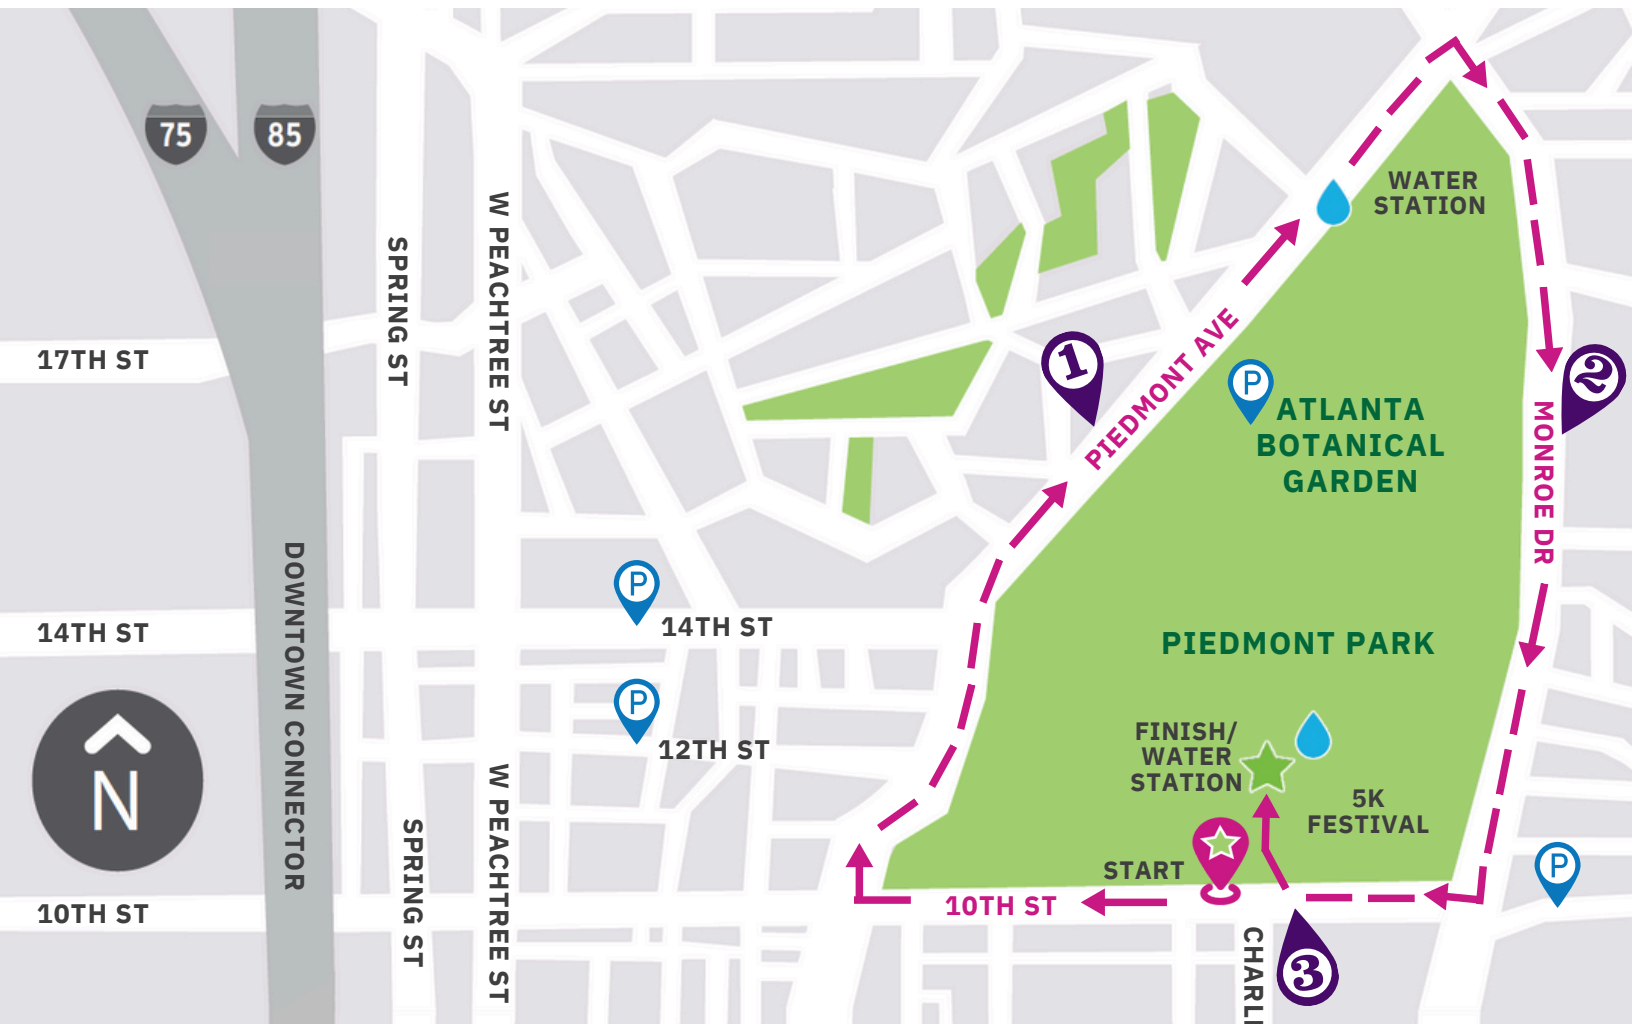 75
85
WATER
STATION
SPRING ST
W PEACHTREE ST
17TH ST
1
PIEDMONT AVE
P
2
ATLANTA
BOTANICAL
GARDEN
MONROE DR
DOWNTOWN CONNECTOR
P
14TH ST
14TH ST
PIEDMONT PARK
P
12TH ST
N
FINISH/
WATER
STATION
5K
FESTIVAL
SPRING ST
W PEACHTREE ST
START
P
10TH ST
10TH ST
3